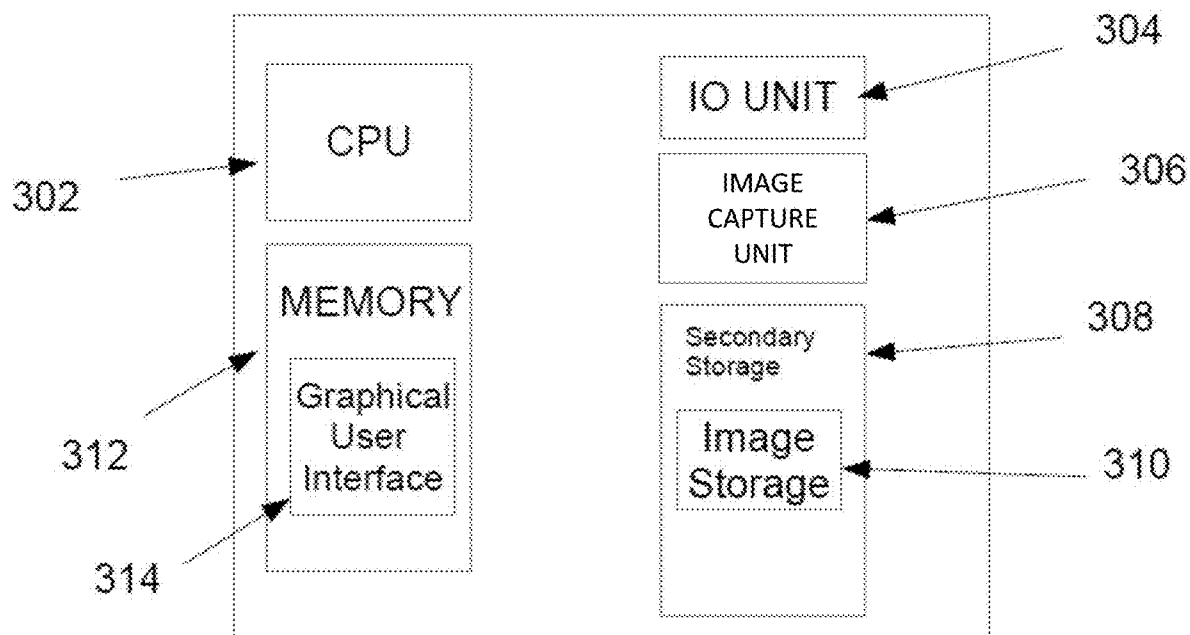 304
IO UNIT
CPU
306
IMAGE
CAPTURE
UNIT
302
MEMORY
308
Secondary
Storage
Graphical
User
Interface
Image
Storage
312
310
314